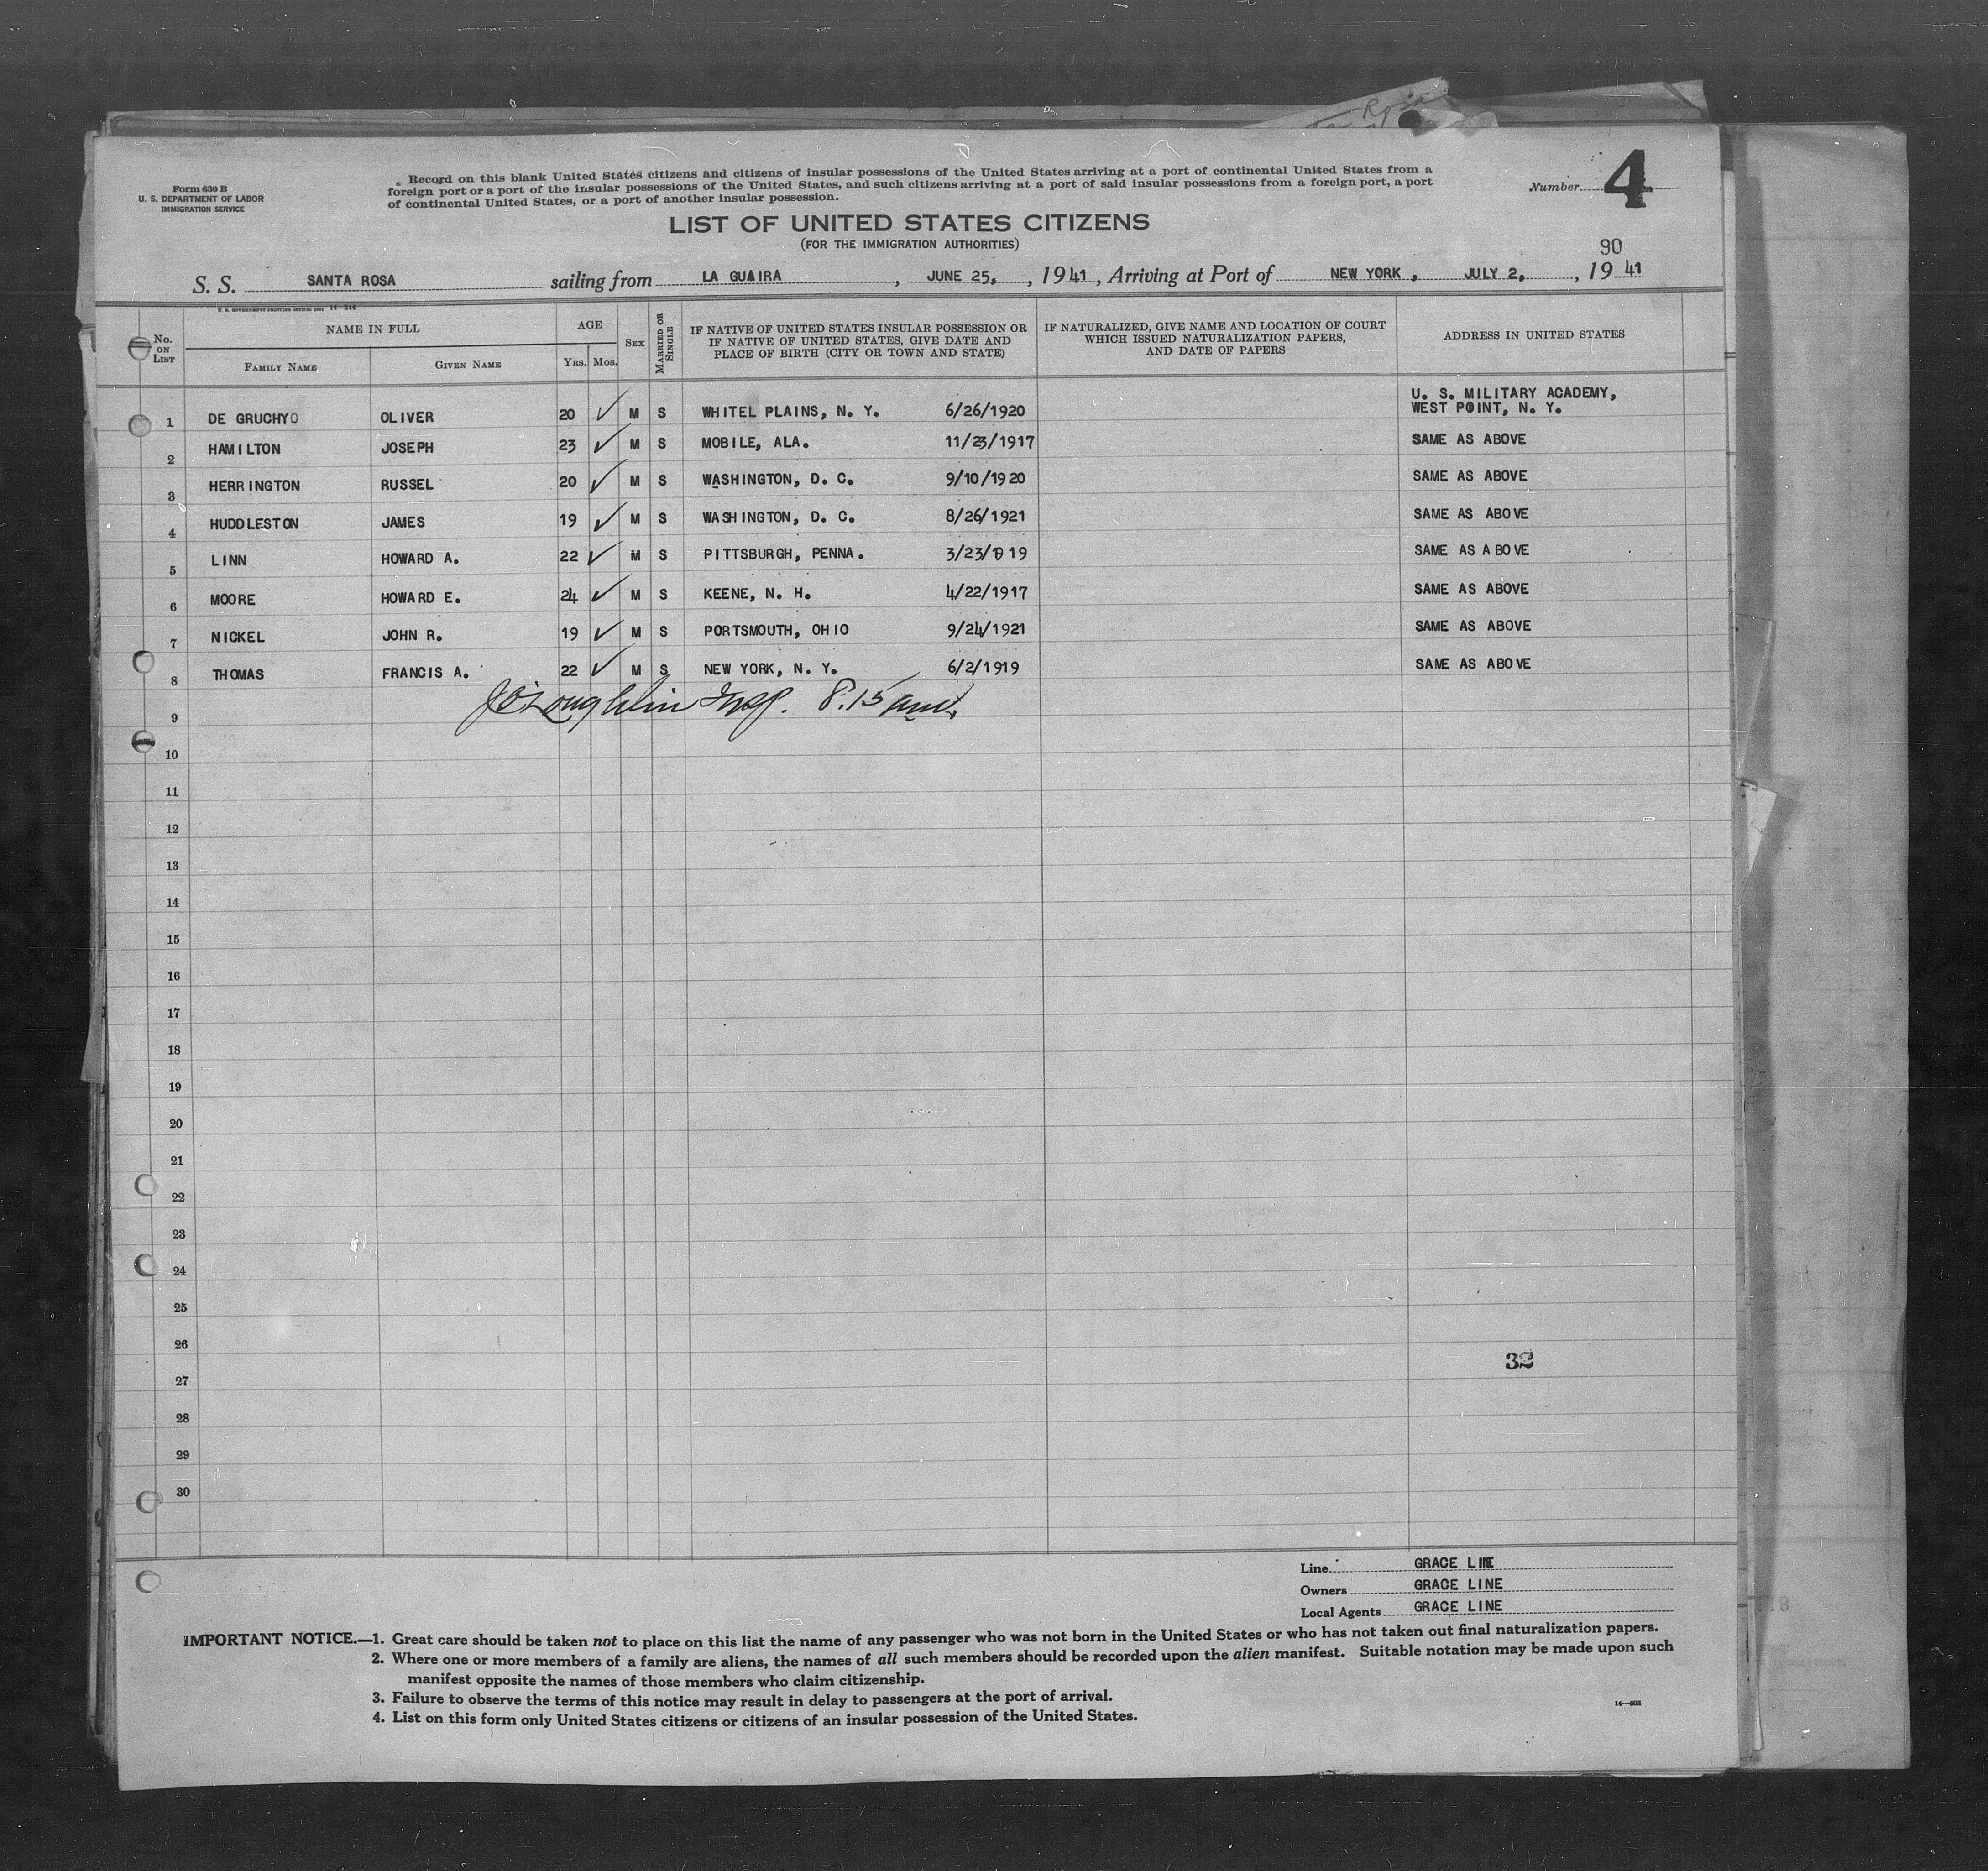 Rosa
Form 630 B
U. S. DEPARTMENT OF LABOR
IMMIGRATION SERVICE
Record on this blank United States citizens and citizens of insular possessions of the United States arriving at a port of continental United States from a
foreign port or a port of the insular possessions of the United States, and such citizens arriving at a port of said insular possessions from a foreign port, a port
of continental United States, or a port of another insular possession.
Number 4
LIST OF UNITED STATES CITIZENS
(FOR THE IMMIGRATION AUTHORITIES)
90
S. S. SANTA ROSA sailing from LA GUAIRA, JUNE 25, , 1941, Arriving at Port of NEW YORK, JULY 2, , 19 41
U. S. GOVERNMENT PRINTING OFFICE: 1931 14—214
No. ON LIST
NAME IN FULL
FAMILY NAME GIVEN NAME
AGE
YRS. MOS.
SEX
MARRIED OR SINGLE
IF NATIVE OF UNITED STATES INSULAR POSSESSION OR
IF NATIVE OF UNITED STATES, GIVE DATE AND
PLACE OF BIRTH (CITY OR TOWN AND STATE)
IF NATURALIZED, GIVE NAME AND LOCATION OF COURT
WHICH ISSUED NATURALIZATION PAPERS,
AND DATE OF PAPERS
ADDRESS IN UNITED STATES
U. S. MILITARY ACADEMY,
1 DE GRUCHYO OLIVER 20 ✓ M S WHITEL PLAINS, N. Y. 6/26/1920 WEST POINT, N. Y.
2 HAMILTON JOSEPH 23 ✓ M S MOBILE, ALA. 11/23/1917 SAME AS ABOVE
3 HERRINGTON RUSSEL 20 ✓ M S WASHINGTON, D. C. 9/10/1920 SAME AS ABOVE
4 HUDDLESTON JAMES 19 ✓ M S WASHINGTON, D. C. 8/26/1921 SAME AS ABOVE
5 LINN HOWARD A. 22 ✓ M S PITTSBURGH, PENNA. 3/23/1919 SAME AS ABOVE
6 MOORE HOWARD E. 24 ✓ M S KEENE, N. H. 4/22/1917 SAME AS ABOVE
7 NICKEL JOHN R. 19 ✓ M S PORTSMOUTH, OHIO 9/24/1921 SAME AS ABOVE
8 THOMAS FRANCIS A. 22 ✓ M S NEW YORK, N. Y. 6/2/1919 SAME AS ABOVE
J O'Loughlin Insp. 8.15 am.
9
10
11
12
13
14
15
16
17
18
19
20
21
22
23
24
25
26
32
27
28
29
30
Line GRACE LINE
Owners GRACE LINE
Local Agents GRACE LINE
IMPORTANT NOTICE.—1. Great care should be taken not to place on this list the name of any passenger who was not born in the United States or who has not taken out final naturalization papers.
2. Where one or more members of a family are aliens, the names of all such members should be recorded upon the alien manifest. Suitable notation may be made upon such
manifest opposite the names of those members who claim citizenship.
3. Failure to observe the terms of this notice may result in delay to passengers at the port of arrival.
4. List on this form only United States citizens or citizens of an insular possession of the United States.